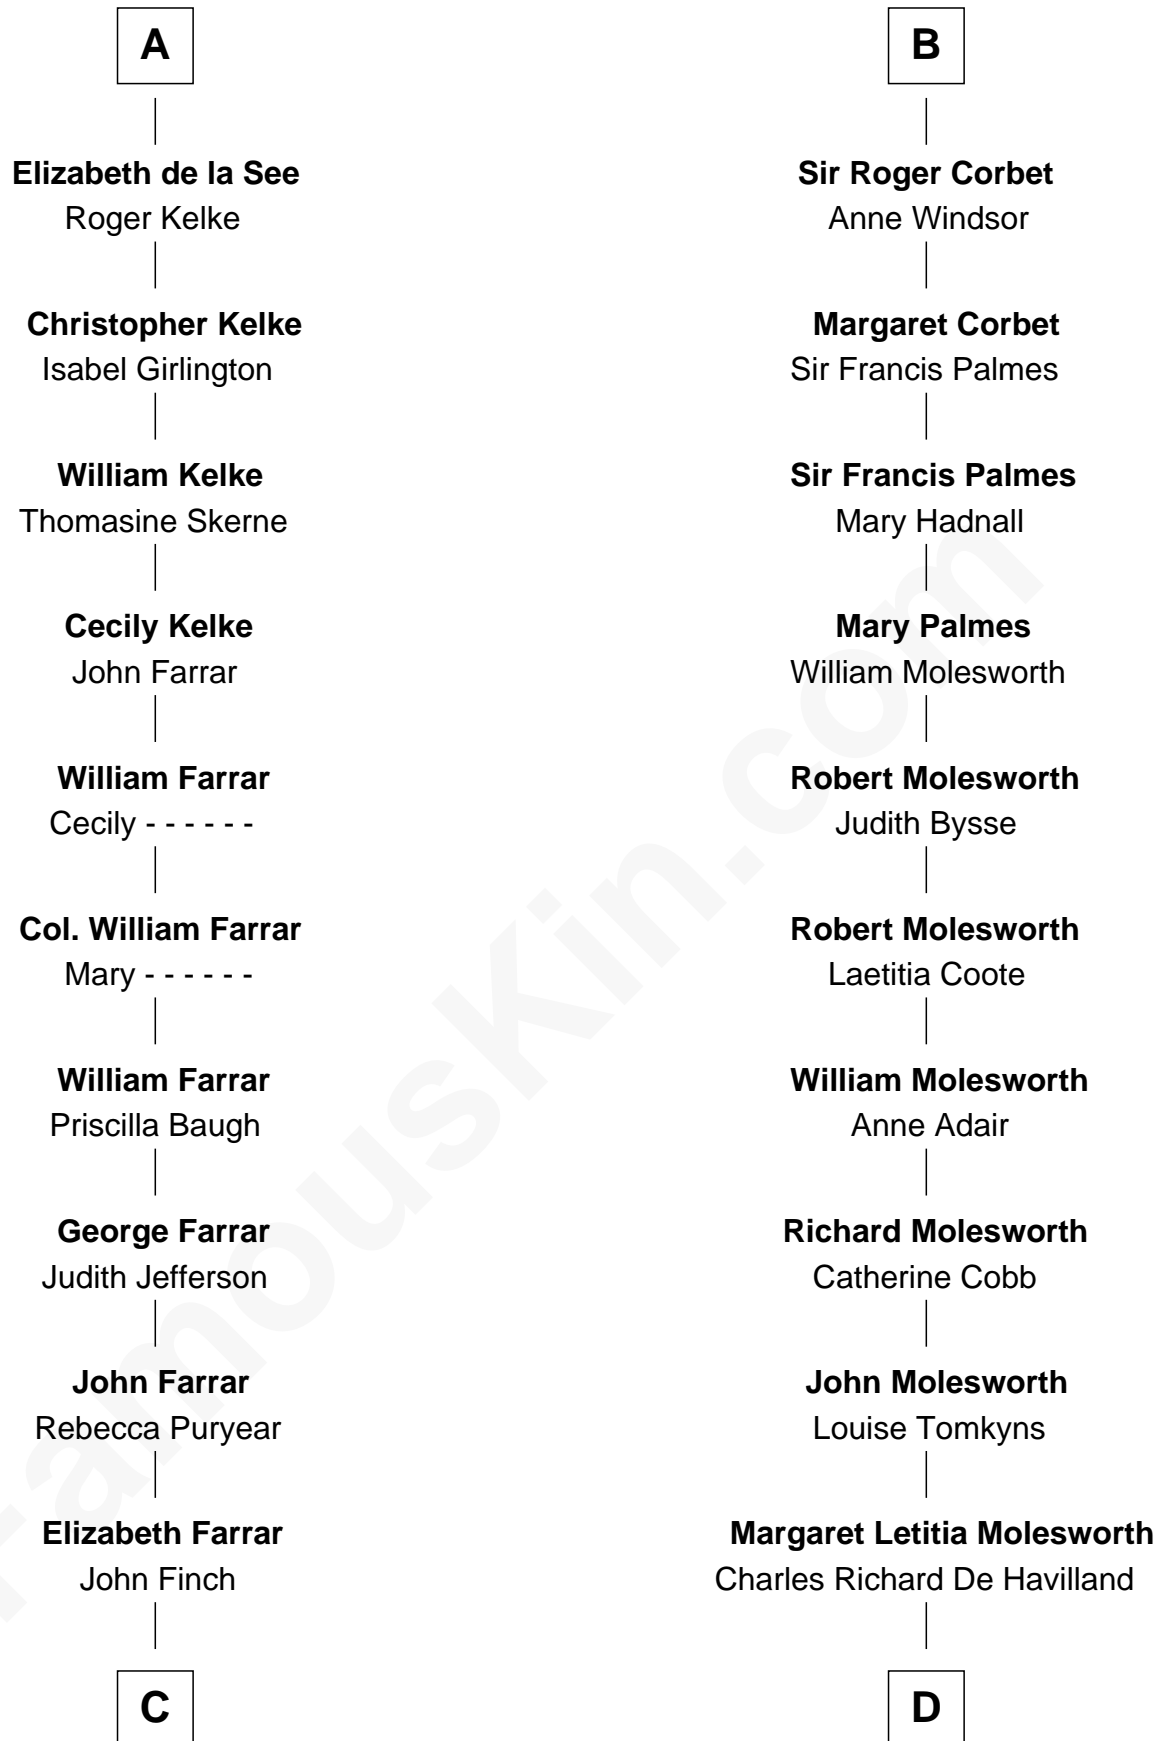 A
Elizabeth de la See
Roger Kelke
Christopher Kelke
Isabel Girlington
William Kelke
Thomasine Skerne
Cecily Kelke
John Farrar
William Farrar
Cecily - - - - - -
Col. William Farrar
Mary - - - - - -
William Farrar
Priscilla Baugh
George Farrar
Judith Jefferson
John Farrar
Rebecca Puryear
Elizabeth Farrar
John Finch
C
B
Sir Roger Corbet
Anne Windsor
Margaret Corbet
Sir Francis Palmes
Sir Francis Palmes
Mary Hadnall
Mary Palmes
William Molesworth
Robert Molesworth
Judith Bysse
Robert Molesworth
Laetitia Coote
William Molesworth
Anne Adair
Richard Molesworth
Catherine Cobb
John Molesworth
Louise Tomkyns
Margaret Letitia Molesworth
Charles Richard De Havilland
D
FamousKin.com